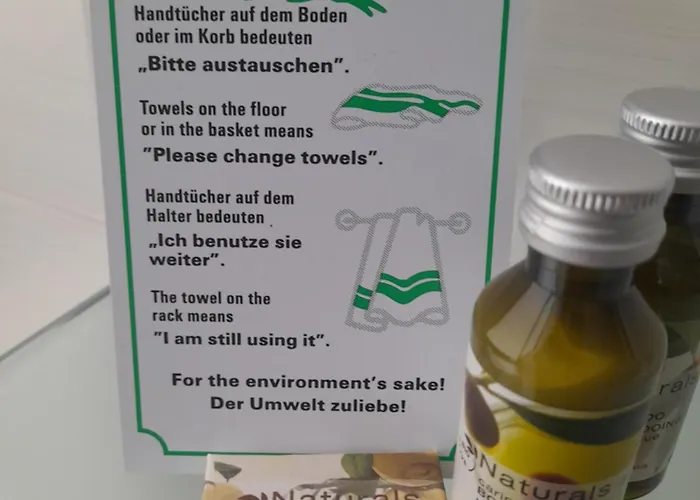 Handtücher auf dem Boden
oder im Korb bedeuten
„Bitte austauschen".
Towels on the floor
or in the basket means
"Please change towels".
Handtücher auf dem
Halter bedeuten
„Ich benutze sie
weiter".
The towel on the
rack means
"I am still using it".
For the environment's sake!
Der Umwelt zuliebe!
Naturals
Naturals